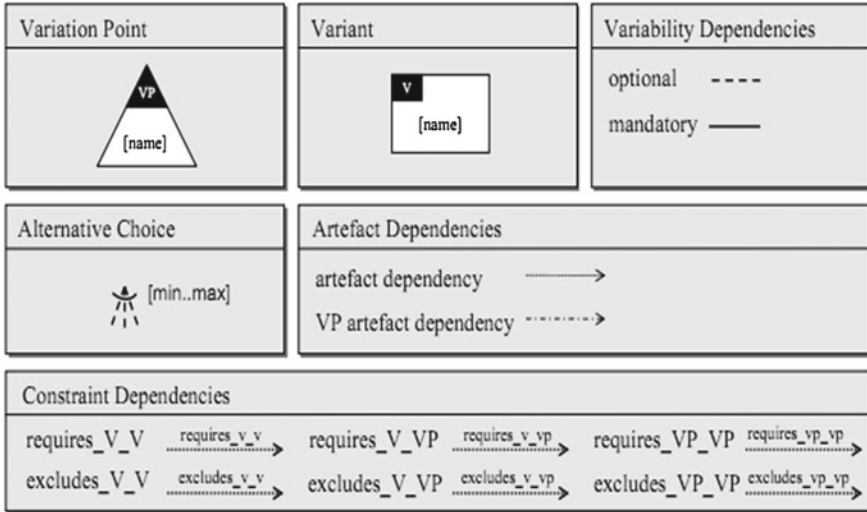 Variation Point
VP
[name]
Variant
V
[name]
Variability Dependencies
optional
mandatory
Alternative Choice
[min..max]
Artefact Dependencies
artefact dependency
VP artefact dependency
Constraint Dependencies
requires_V_V requires_v_v requires_V_VP requires_v_vp requires_VP_VP requires_vp_vp
excludes_V_V excludes_v_v excludes_V_VP excludes_v_vp excludes_VP_VP excludes_vp_vp